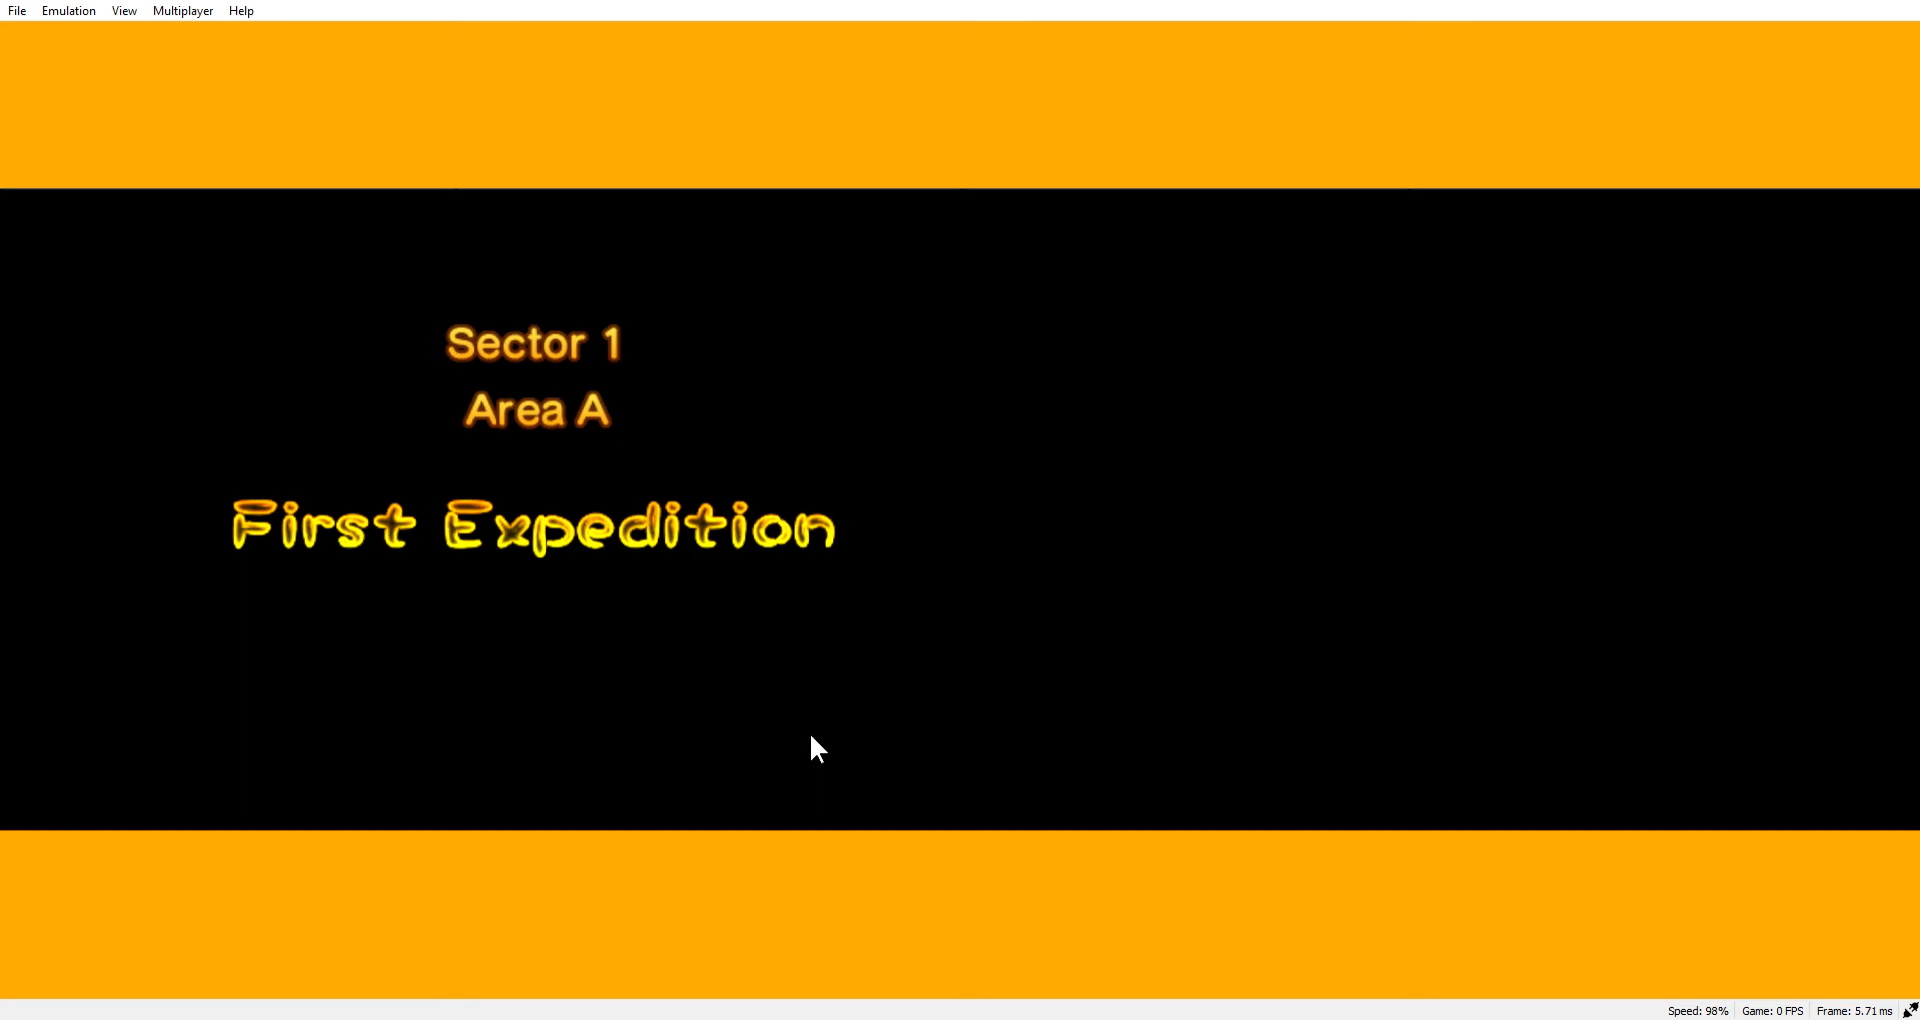 File Emulation View Multiplayer Help
Sector 1
Area A
First Expedition
Speed: 98% Game: 0 FPS Frame: 5.71 ms